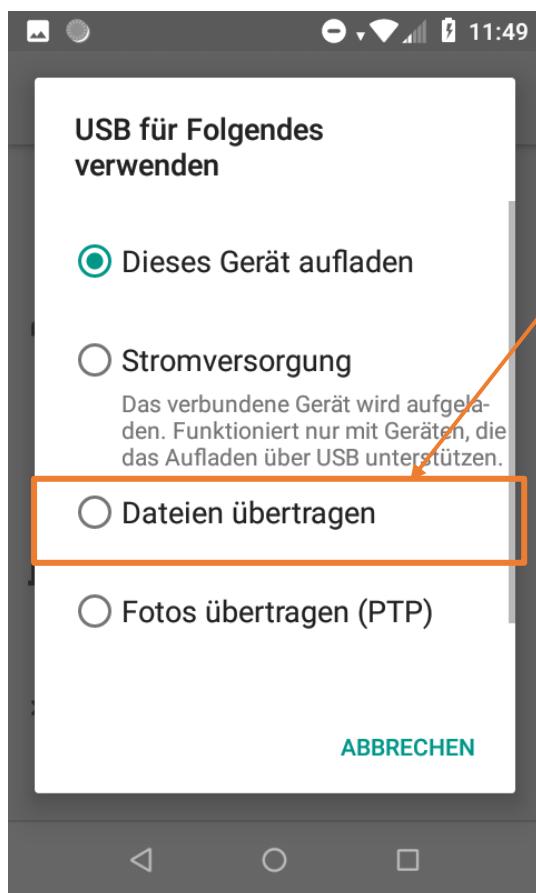 11:49
USB für Folgendes
verwenden
Dieses Gerät aufladen
Stromversorgung
Das verbundene Gerät wird aufgela-
den. Funktioniert nur mit Geräten, die
das Aufladen über USB unterstützen.
Dateien übertragen
Fotos übertragen (PTP)
ABBRECHEN